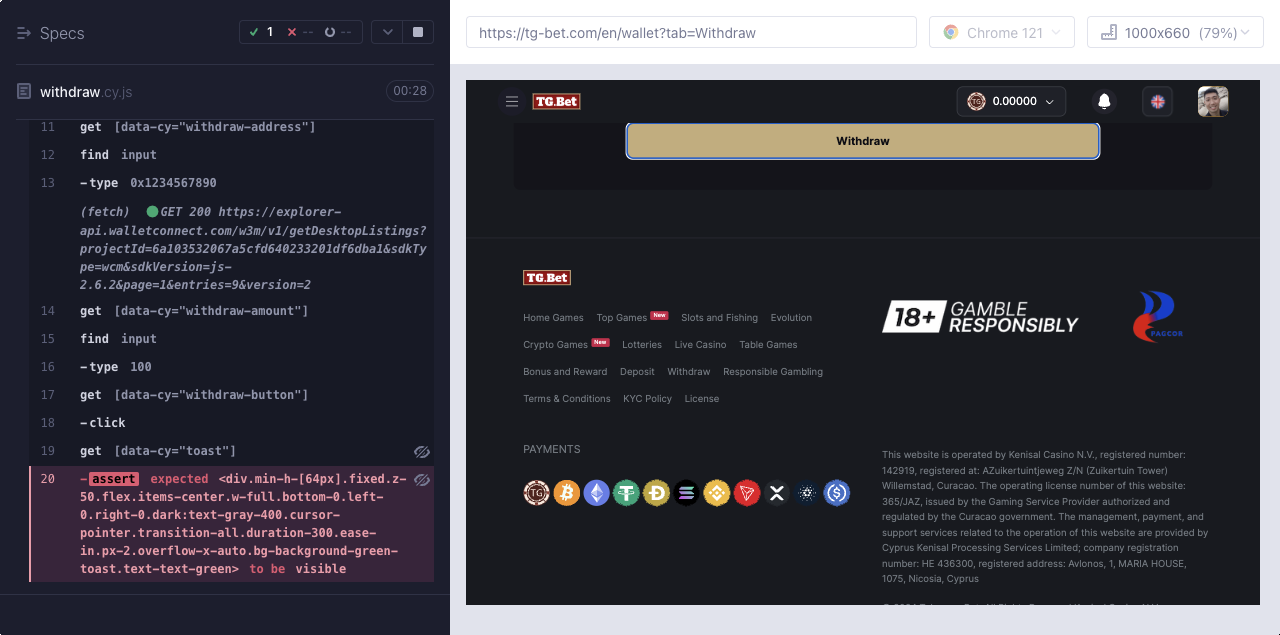 Specs
1
--
--
https://tg-bet.com/en/wallet?tab=Withdraw
Chrome 121
1000x660 (79%)
withdraw.cy.js
00:28
11 get [data-cy="withdraw-address"]
12 find input
13 -type 0x1234567890
(fetch) GET 200 https://explorer-
api.walletconnect.com/w3m/v1/getDesktopListings?
projectId=6a103532067a5cfd640233201df6dba1&sdkTy
pe=wcm&sdkVersion=js-
2.6.2&page=1&entries=9&version=2
14 get [data-cy="withdraw-amount"]
15 find input
16 -type 100
17 get [data-cy="withdraw-button"]
18 -click
19 get [data-cy="toast"]
20 -assert expected <div.min-h-[64px].fixed.z-
50.flex.items-center.w-full.bottom-0.left-
0.right-0.dark:text-gray-400.cursor-
pointer.transition-all.duration-300.ease-
in.px-2.overflow-x-auto.bg-background-green-
toast.text-text-green> to be visible
TG.Bet
TG
0.00000
Withdraw
TG.Bet
Home Games Top Games New Slots and Fishing Evolution
Crypto Games New Lotteries Live Casino Table Games
Bonus and Reward Deposit Withdraw Responsible Gambling
Terms & Conditions KYC Policy License
18+ GAMBLE
RESPONSIBLY
PAGCOR
PAYMENTS
TG
This website is operated by Kenisal Casino N.V., registered number:
142919, registered at: AZuikertuintjeweg Z/N (Zuikertuin Tower)
Willemstad, Curacao. The operating license number of this website:
365/JAZ, issued by the Gaming Service Provider authorized and
regulated by the Curacao government. The management, payment, and
support services related to the operation of this website are provided by
Cyprus Kenisal Processing Services Limited; company registration
number: HE 436300, registered address: Avlonos, 1, MARIA HOUSE,
1075, Nicosia, Cyprus